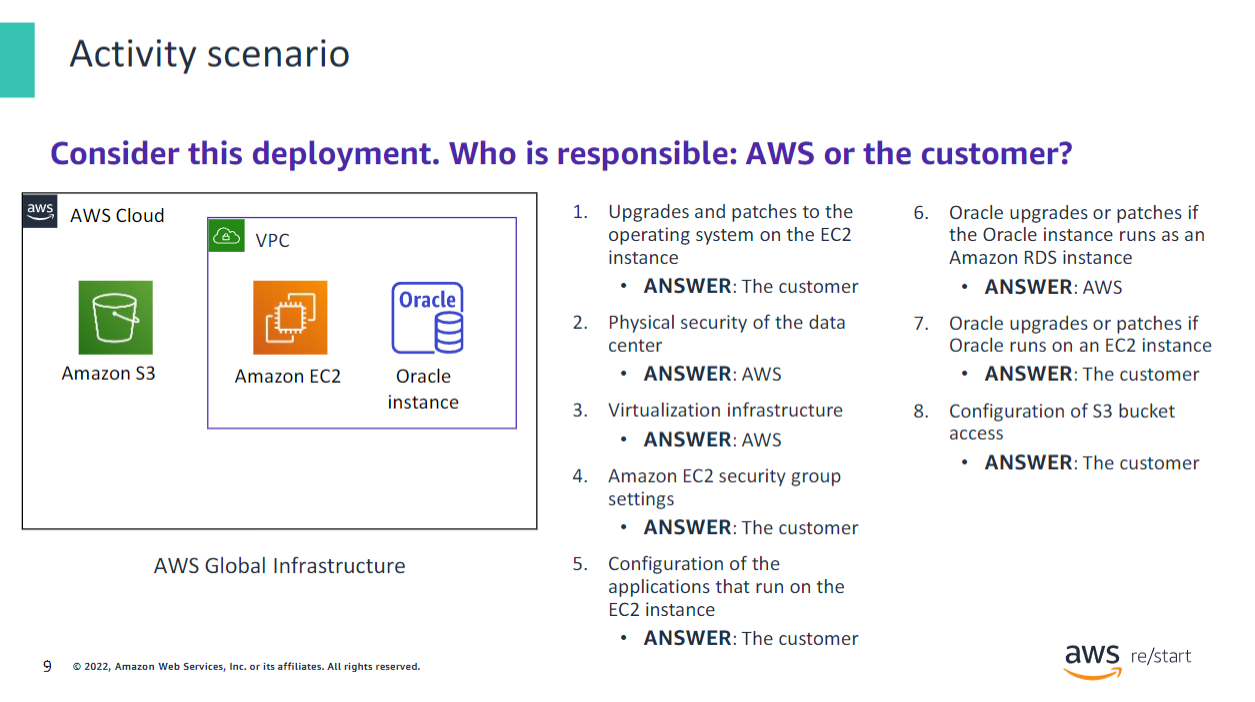 Activity scenario
Consider this deployment. Who is responsible: AWS or the customer?
aws
AWS Cloud
VPC
Oracle
Amazon S3
Amazon EC2
Oracle
instance
AWS Global Infrastructure
1. Upgrades and patches to the
operating system on the EC2
instance
• ANSWER: The customer
2. Physical security of the data
center
• ANSWER: AWS
3. Virtualization infrastructure
• ANSWER: AWS
4. Amazon EC2 security group
settings
• ANSWER: The customer
5. Configuration of the
applications that run on the
EC2 instance
• ANSWER: The customer
6. Oracle upgrades or patches if
the Oracle instance runs as an
Amazon RDS instance
• ANSWER: AWS
7. Oracle upgrades or patches if
Oracle runs on an EC2 instance
• ANSWER: The customer
8. Configuration of S3 bucket
access
• ANSWER: The customer
9 © 2022, Amazon Web Services, Inc. or its affiliates. All rights reserved.
aws re/start